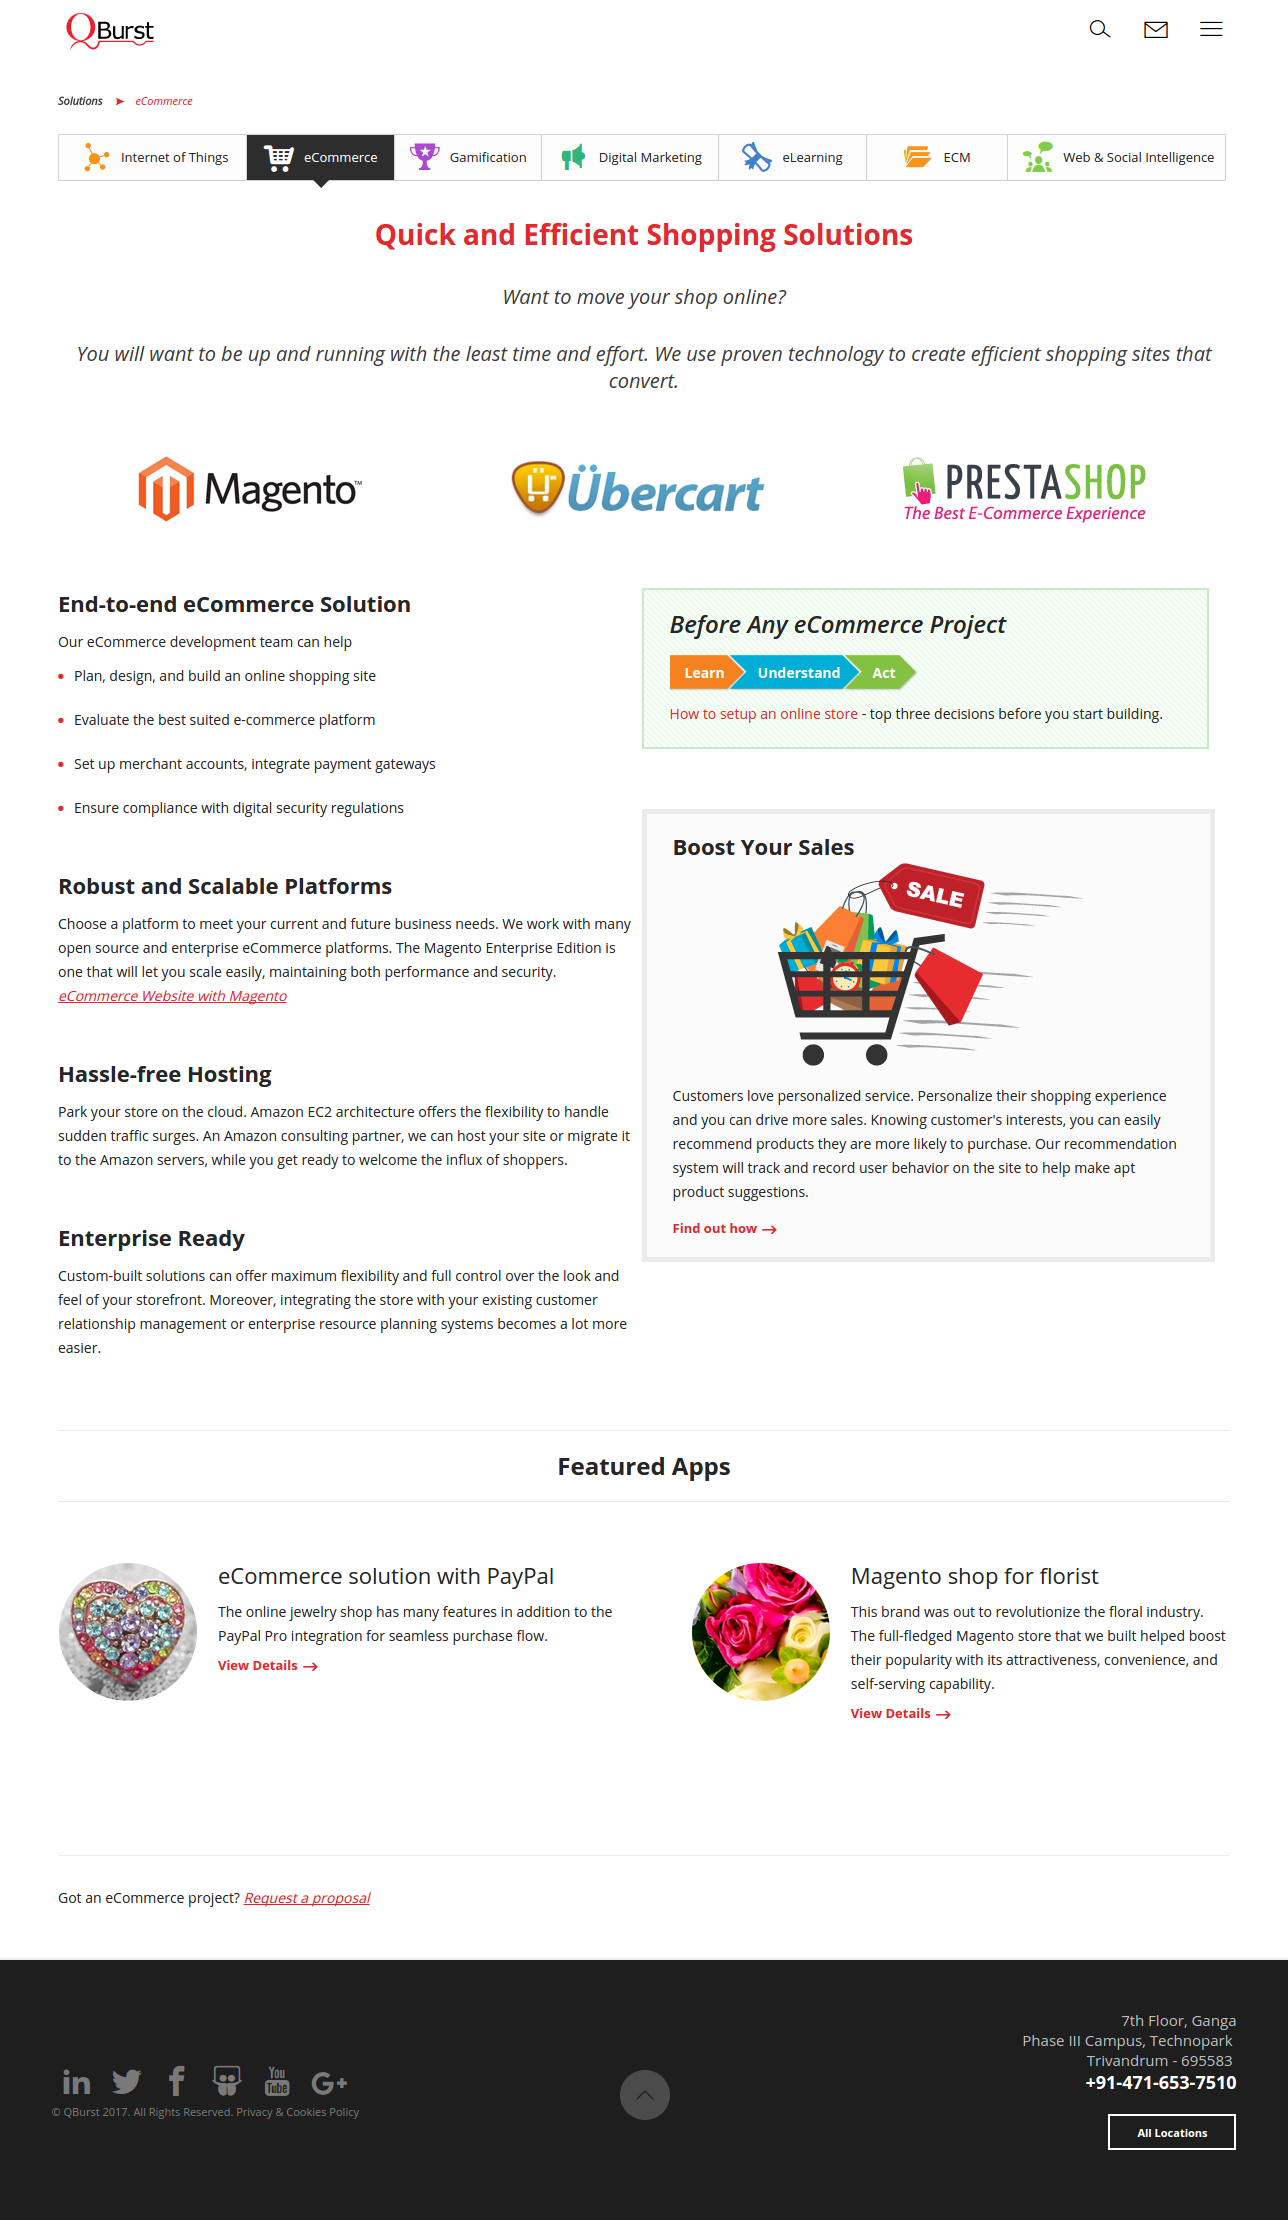 QBurst
Solutions ➤ eCommerce
Internet of Things eCommerce Gamification Digital Marketing eLearning ECM Web & Social Intelligence
Quick and Efficient Shopping Solutions
Want to move your shop online?
You will want to be up and running with the least time and effort. We use proven technology to create efficient shopping sites that
convert.
Magento™
Übercart
PRESTASHOP
The Best E-Commerce Experience
End-to-end eCommerce Solution
Our eCommerce development team can help
Plan, design, and build an online shopping site
Evaluate the best suited e-commerce platform
Set up merchant accounts, integrate payment gateways
Ensure compliance with digital security regulations
Robust and Scalable Platforms
Choose a platform to meet your current and future business needs. We work with many
open source and enterprise eCommerce platforms. The Magento Enterprise Edition is
one that will let you scale easily, maintaining both performance and security.
eCommerce Website with Magento
Hassle-free Hosting
Park your store on the cloud. Amazon EC2 architecture offers the flexibility to handle
sudden traffic surges. An Amazon consulting partner, we can host your site or migrate it
to the Amazon servers, while you get ready to welcome the influx of shoppers.
Enterprise Ready
Custom-built solutions can offer maximum flexibility and full control over the look and
feel of your storefront. Moreover, integrating the store with your existing customer
relationship management or enterprise resource planning systems becomes a lot more
easier.
Before Any eCommerce Project
Learn Understand Act
How to setup an online store - top three decisions before you start building.
Boost Your Sales
SALE
Customers love personalized service. Personalize their shopping experience
and you can drive more sales. Knowing customer's interests, you can easily
recommend products they are more likely to purchase. Our recommendation
system will track and record user behavior on the site to help make apt
product suggestions.
Find out how →
Featured Apps
eCommerce solution with PayPal
The online jewelry shop has many features in addition to the
PayPal Pro integration for seamless purchase flow.
View Details →
Magento shop for florist
This brand was out to revolutionize the floral industry.
The full-fledged Magento store that we built helped boost
their popularity with its attractiveness, convenience, and
self-serving capability.
View Details →
Got an eCommerce project? Request a proposal
in f You Tube G+
© QBurst 2017. All Rights Reserved. Privacy & Cookies Policy
7th Floor, Ganga
Phase III Campus, Technopark
Trivandrum - 695583
+91-471-653-7510
All Locations